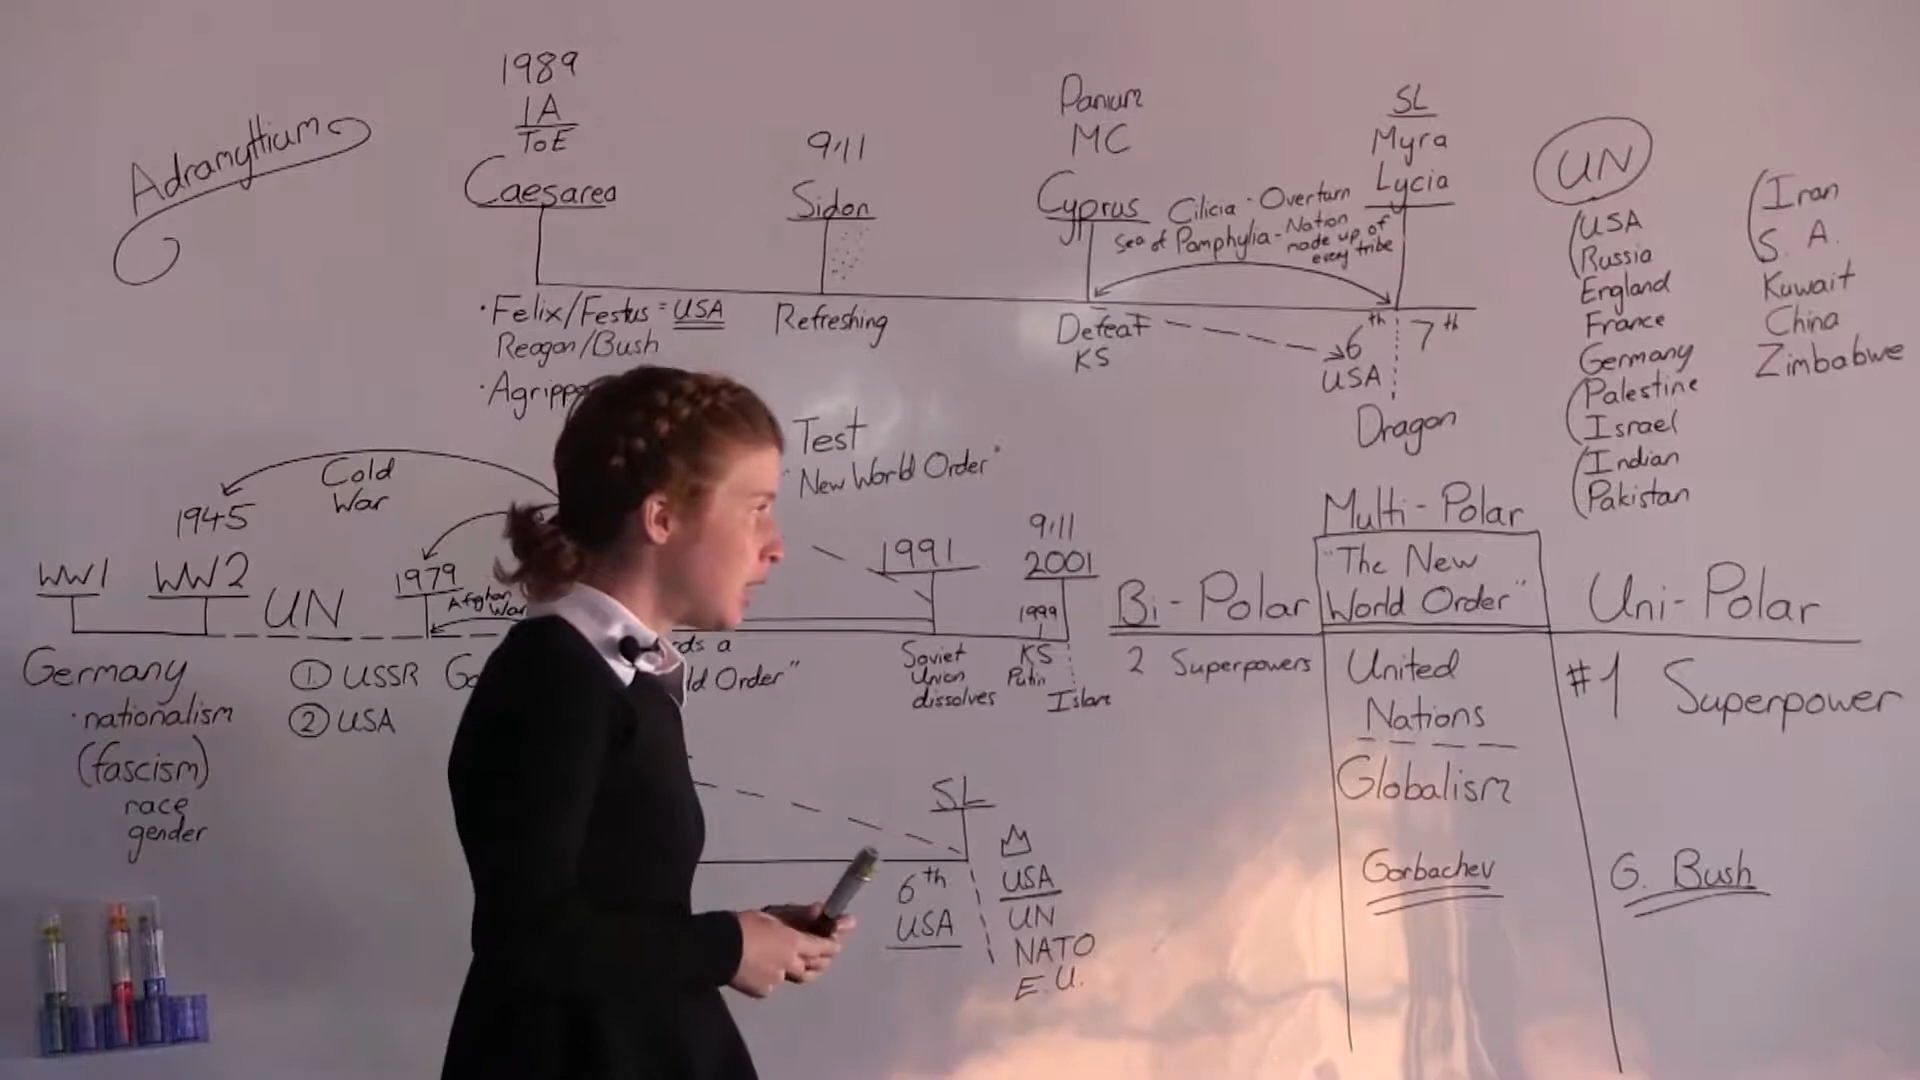 Adramyttium
1989
1A
ToE
Caesarea
9/11
Sidon
Panium
MC
Cyprus
Cilicia - Overturn
Sea of Pamphylia - Nation
made up of
every tribe
SL
Myra
Lycia
· Felix/Festus = USA
Reagan/Bush
· Agrippa
Refreshing
Defeat
KS
6th
USA
7th
Dragon
UN
USA
Russia
England
France
Germany
Palestine
Israel
Indian
Pakistan
Iran
S. A.
Kuwait
China
Zimbabwe
Test
"New World Order"
Cold
War
WW1
1945
WW2
UN
1979
Afghan
War
1991
9/11
2001
1999
Germany
· nationalism
(fascism)
race
gender
① USSR
② USA
ds a
ld Order"
Soviet
Union
dissolves
KS
Putin
Islam
SL
6th
USA
USA
UN
NATO
E.U.
Bi-Polar
2 Superpowers
Multi-Polar
"The New
World Order"
United
Nations
Globalism
Gorbachev
Uni-Polar
#1 Superpower
G. Bush